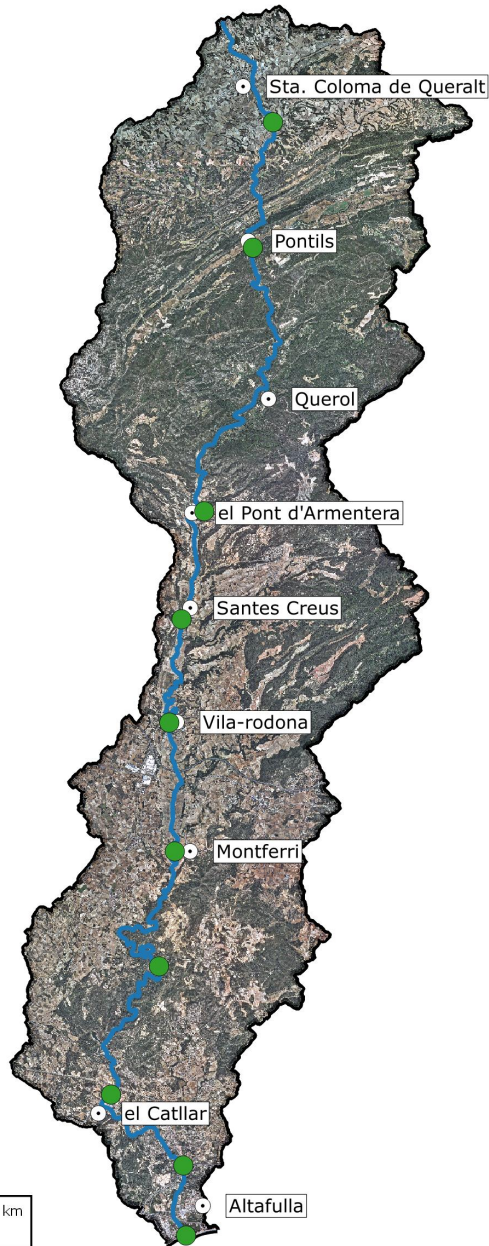 Sta. Coloma de Queralt
Pontils
Querol
el Pont d'Armentera
Santes Creus
Vila-rodona
Montferri
el Catllar
Altafulla
km